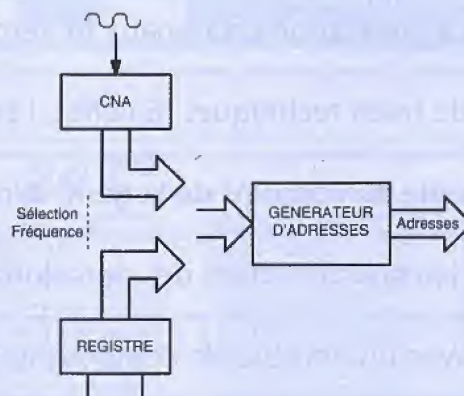 CNA
Sélection
Fréquence
GENERATEUR
D'ADRESSES
Adresses
REGISTRE